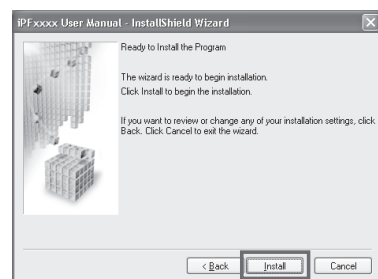 iPFxxxx User Manual - InstallShield Wizard
Ready to Install the Program
The wizard is ready to begin installation.
Click Install to begin the installation.
If you want to review or change any of your installation settings, click
Back. Click Cancel to exit the wizard.
< Back
Install
Cancel